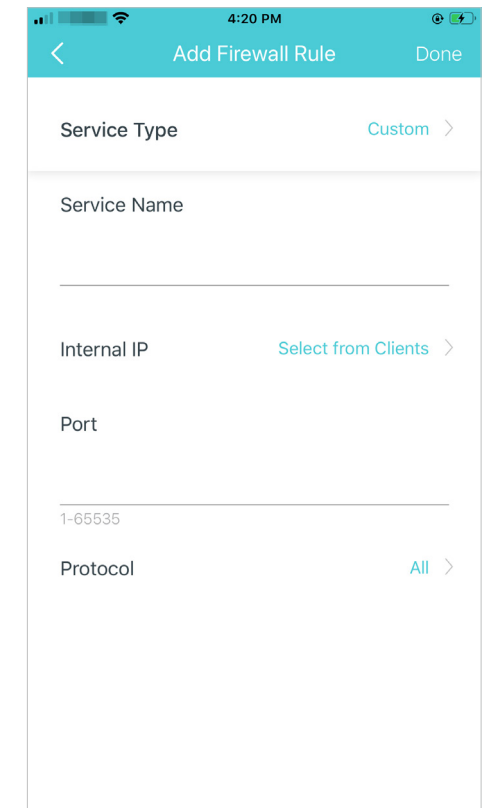 4:20 PM
Add Firewall Rule Done
Service Type Custom
Service Name
Internal IP Select from Clients
Port
1-65535
Protocol All